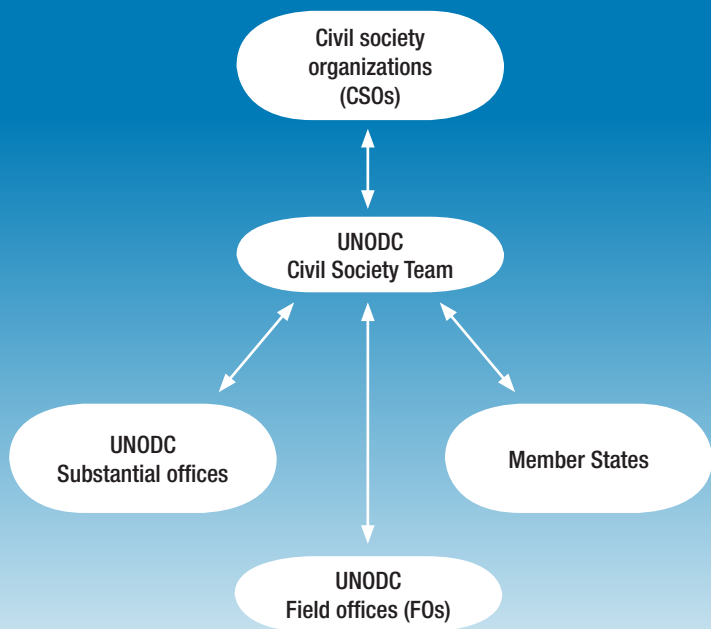 Civil society
organizations
(CSOs)
UNODC
Civil Society Team
UNODC
Substantial offices
Member States
UNODC
Field offices (FOs)